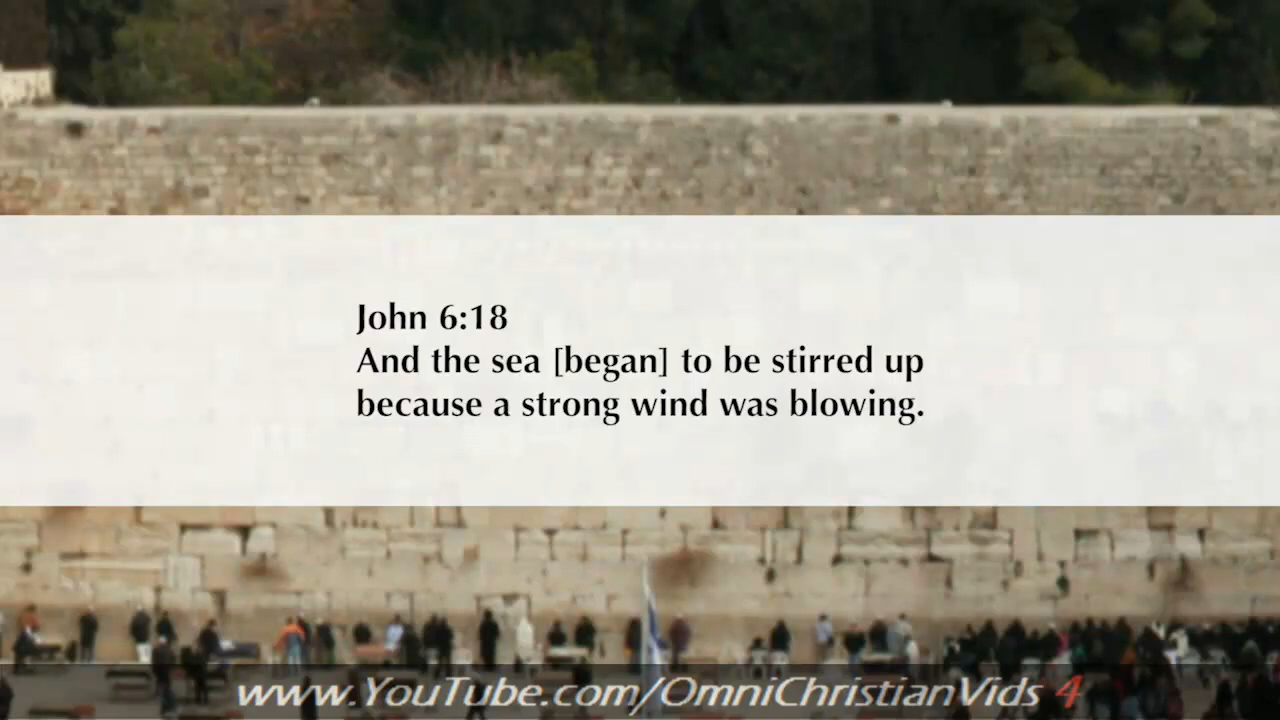 John 6:18
And the sea [began] to be stirred up
because a strong wind was blowing.
www.YouTube.com/OmniChristianVids 4